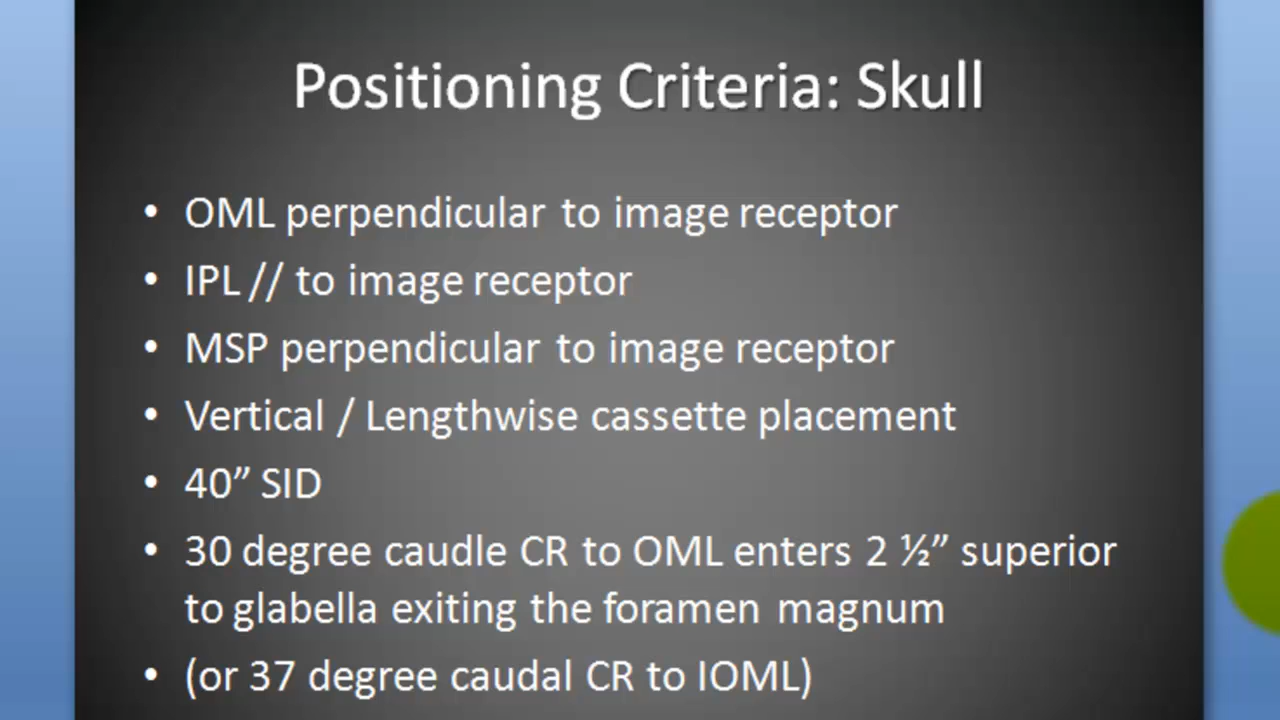 Positioning Criteria: Skull
• OML perpendicular to image receptor
• IPL // to image receptor
• MSP perpendicular to image receptor
• Vertical / Lengthwise cassette placement
• 40” SID
• 30 degree caudle CR to OML enters 2 ½” superior
to glabella exiting the foramen magnum
• (or 37 degree caudal CR to IOML)